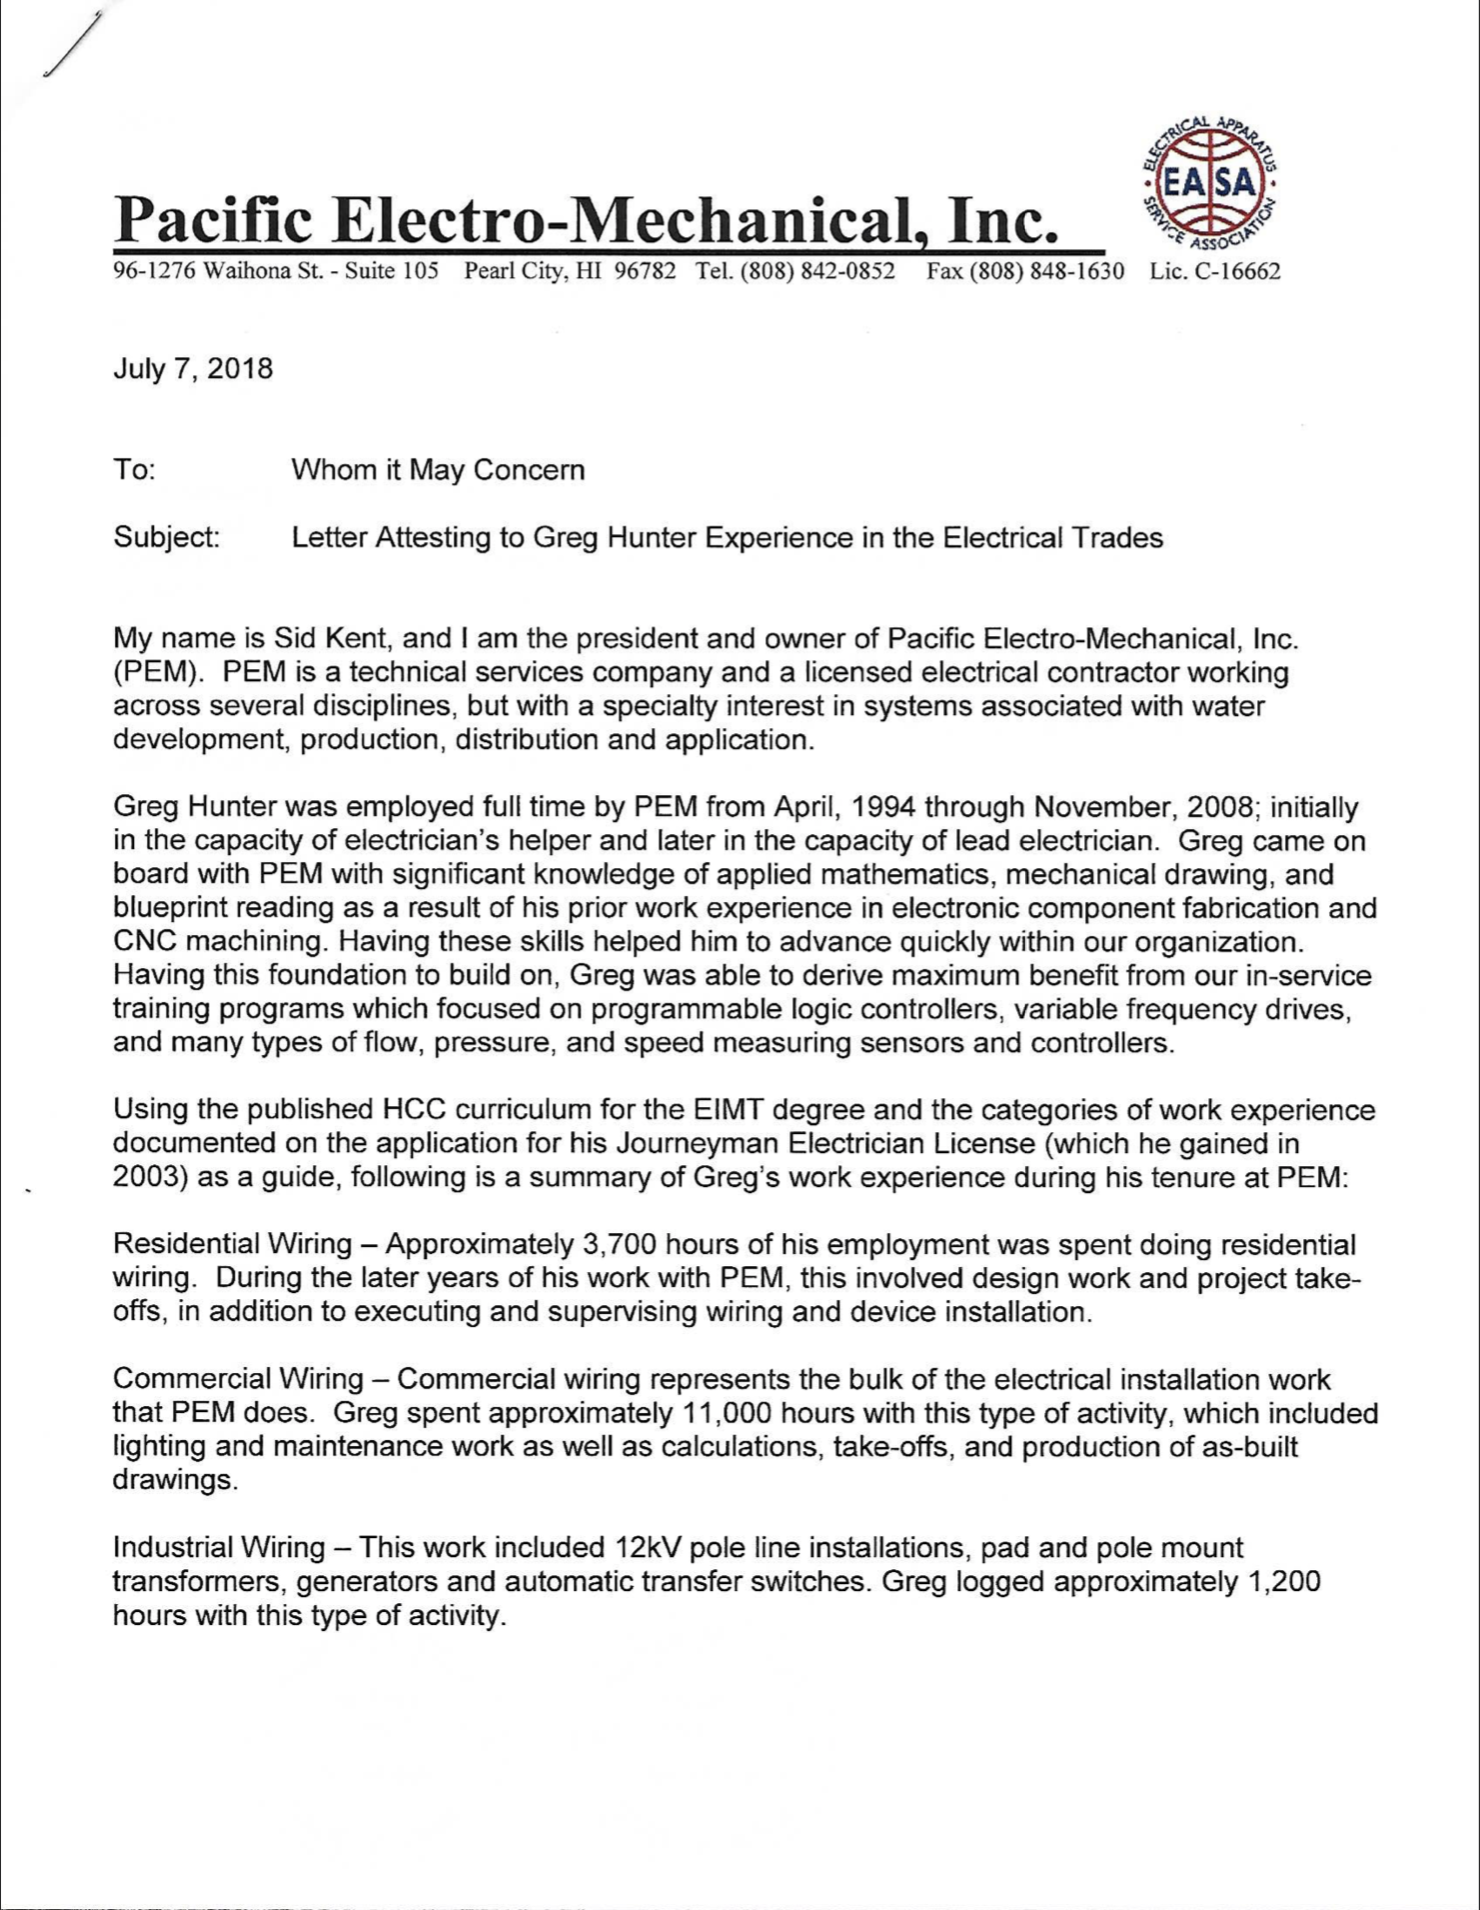 ELECTRICAL APPARATUS
EASA
SERVICE ASSOCIATION
Pacific Electro-Mechanical, Inc.
96-1276 Waihona St. - Suite 105 Pearl City, HI 96782 Tel. (808) 842-0852 Fax (808) 848-1630 Lic. C-16662
July 7, 2018
To: Whom it May Concern
Subject: Letter Attesting to Greg Hunter Experience in the Electrical Trades
My name is Sid Kent, and I am the president and owner of Pacific Electro-Mechanical, Inc.
(PEM). PEM is a technical services company and a licensed electrical contractor working
across several disciplines, but with a specialty interest in systems associated with water
development, production, distribution and application.
Greg Hunter was employed full time by PEM from April, 1994 through November, 2008; initially
in the capacity of electrician's helper and later in the capacity of lead electrician. Greg came on
board with PEM with significant knowledge of applied mathematics, mechanical drawing, and
blueprint reading as a result of his prior work experience in electronic component fabrication and
CNC machining. Having these skills helped him to advance quickly within our organization.
Having this foundation to build on, Greg was able to derive maximum benefit from our in-service
training programs which focused on programmable logic controllers, variable frequency drives,
and many types of flow, pressure, and speed measuring sensors and controllers.
Using the published HCC curriculum for the EIMT degree and the categories of work experience
documented on the application for his Journeyman Electrician License (which he gained in
2003) as a guide, following is a summary of Greg's work experience during his tenure at PEM:
Residential Wiring – Approximately 3,700 hours of his employment was spent doing residential
wiring. During the later years of his work with PEM, this involved design work and project take-
offs, in addition to executing and supervising wiring and device installation.
Commercial Wiring – Commercial wiring represents the bulk of the electrical installation work
that PEM does. Greg spent approximately 11,000 hours with this type of activity, which included
lighting and maintenance work as well as calculations, take-offs, and production of as-built
drawings.
Industrial Wiring – This work included 12kV pole line installations, pad and pole mount
transformers, generators and automatic transfer switches. Greg logged approximately 1,200
hours with this type of activity.